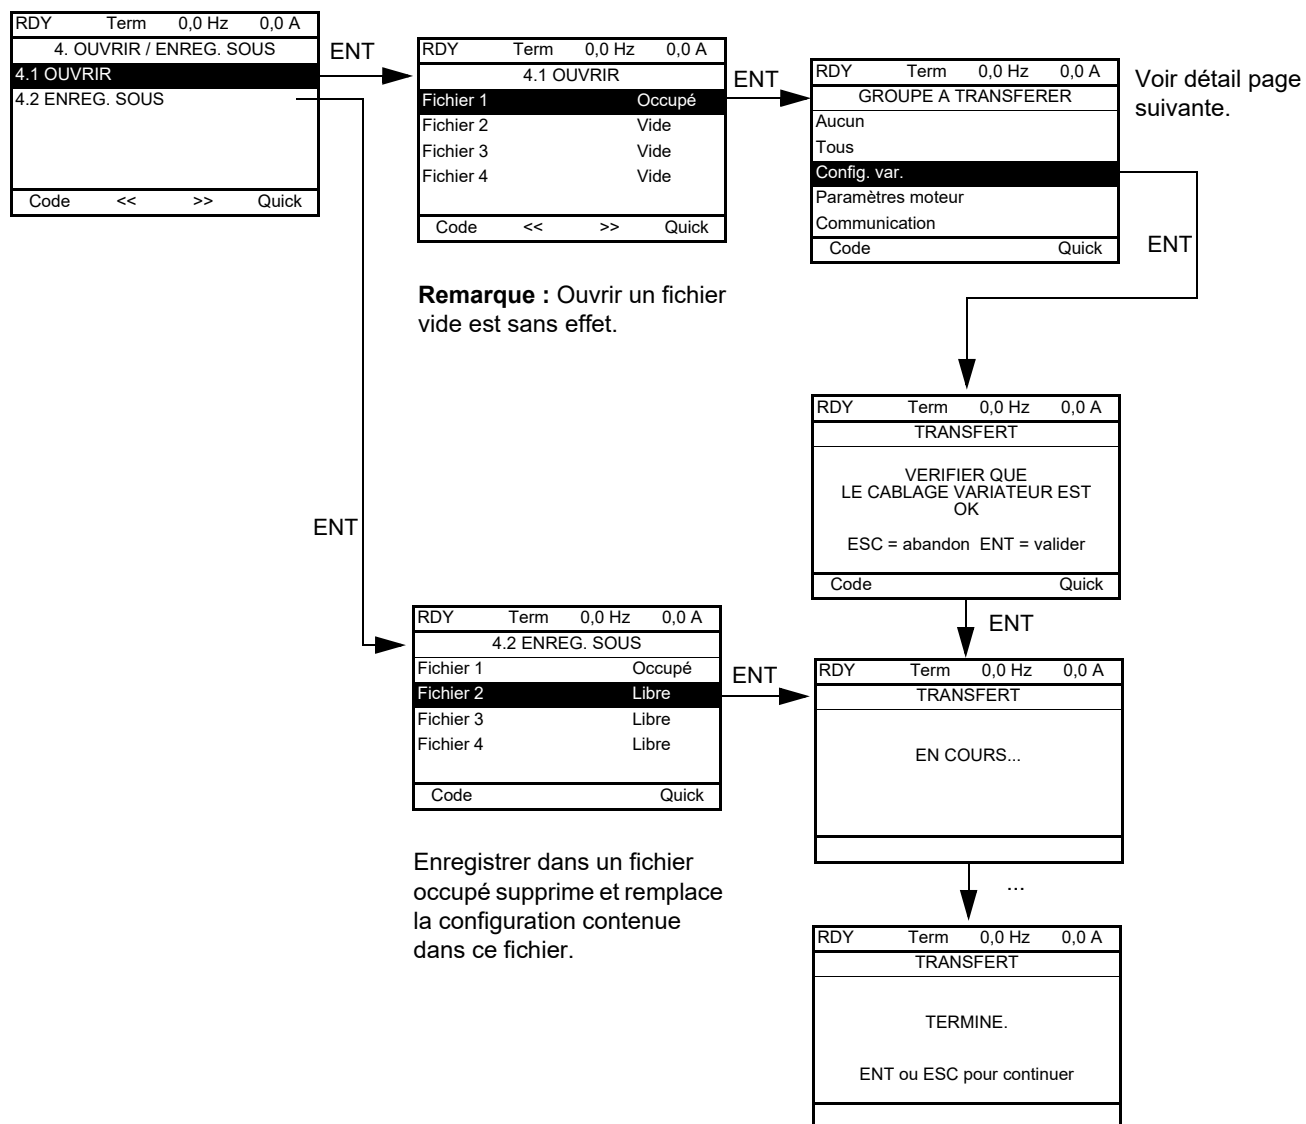 RDY Term 0,0 Hz 0,0 A
4. OUVRIR / ENREG. SOUS
4.1 OUVRIR
4.2 ENREG. SOUS
Code << >> Quick
ENT
RDY Term 0,0 Hz 0,0 A
4.1 OUVRIR
Fichier 1 Occupé
Fichier 2 Vide
Fichier 3 Vide
Fichier 4 Vide
Code << >> Quick
Remarque : Ouvrir un fichier
vide est sans effet.
ENT
RDY Term 0,0 Hz 0,0 A
GROUPE A TRANSFERER
Aucun
Tous
Config. var.
Paramètres moteur
Communication
Code Quick
Voir détail page
suivante.
ENT
RDY Term 0,0 Hz 0,0 A
TRANSFERT
VERIFIER QUE
LE CABLAGE VARIATEUR EST
OK
ESC = abandon ENT = valider
Code Quick
ENT
ENT
RDY Term 0,0 Hz 0,0 A
4.2 ENREG. SOUS
Fichier 1 Occupé
Fichier 2 Libre
Fichier 3 Libre
Fichier 4 Libre
Code Quick
Enregistrer dans un fichier
occupé supprime et remplace
la configuration contenue
dans ce fichier.
ENT
RDY Term 0,0 Hz 0,0 A
TRANSFERT
EN COURS...
...
RDY Term 0,0 Hz 0,0 A
TRANSFERT
TERMINE.
ENT ou ESC pour continuer